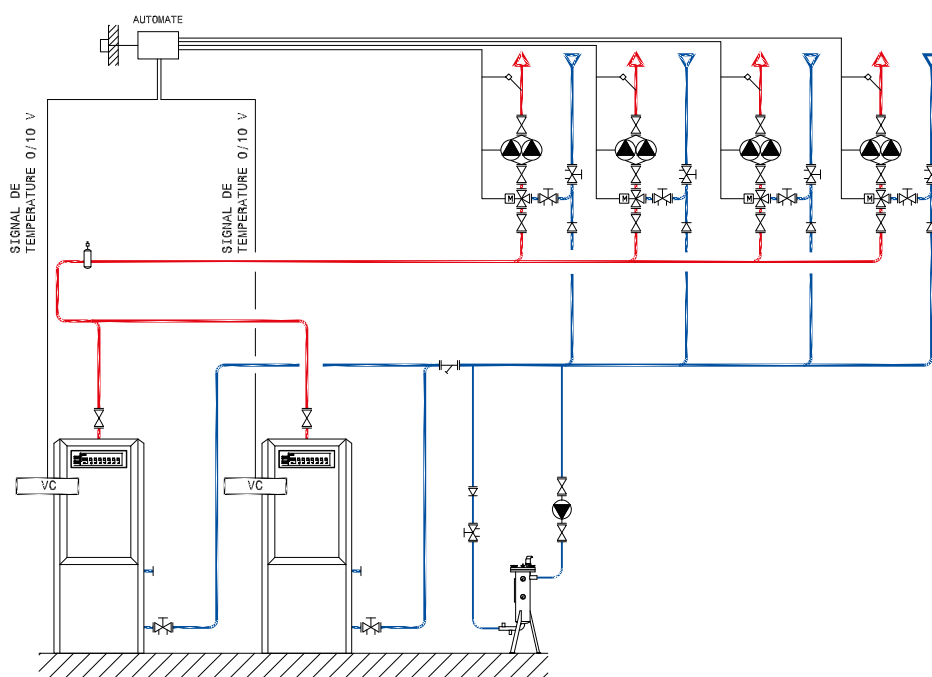 AUTOMATE
SIGNAL DE
TEMPERATURE 0/10 V
SIGNAL DE
TEMPERATURE 0/10 V
M
M
M
M
VC
VC